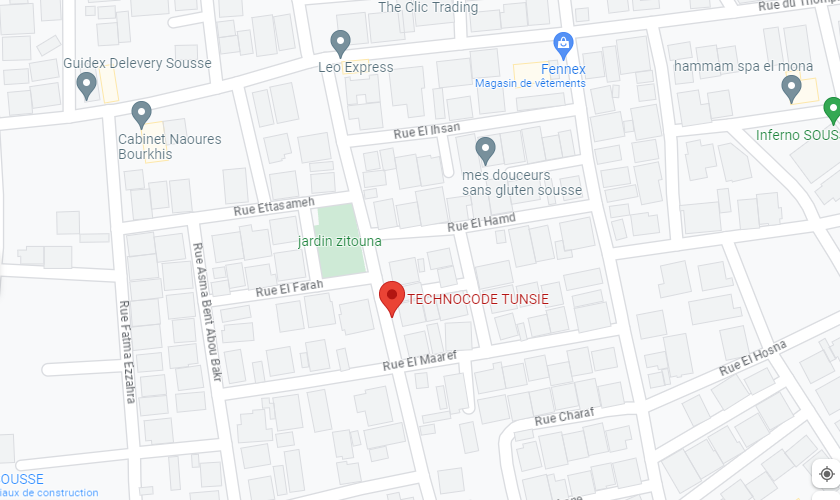 The Clic Trading
Rue du Thomp
Guidex Delevery Sousse
Leo Express
Fennex
Magasin de vêtements
hammam spa el mona
Cabinet Naoures
Bourkhis
Rue El Ihsan
Inferno SOUS
mes douceurs
sans gluten sousse
Rue Ettasameh
Rue El Hamd
jardin zitouna
Rue Asma Bent Abou Bakr
Rue El Farah
TECHNOCODE TUNSIE
Rue Fatma Ezzahra
Rue El Maaref
Rue El Hosna
Rue Charaf
OUSSE
iaux de construction